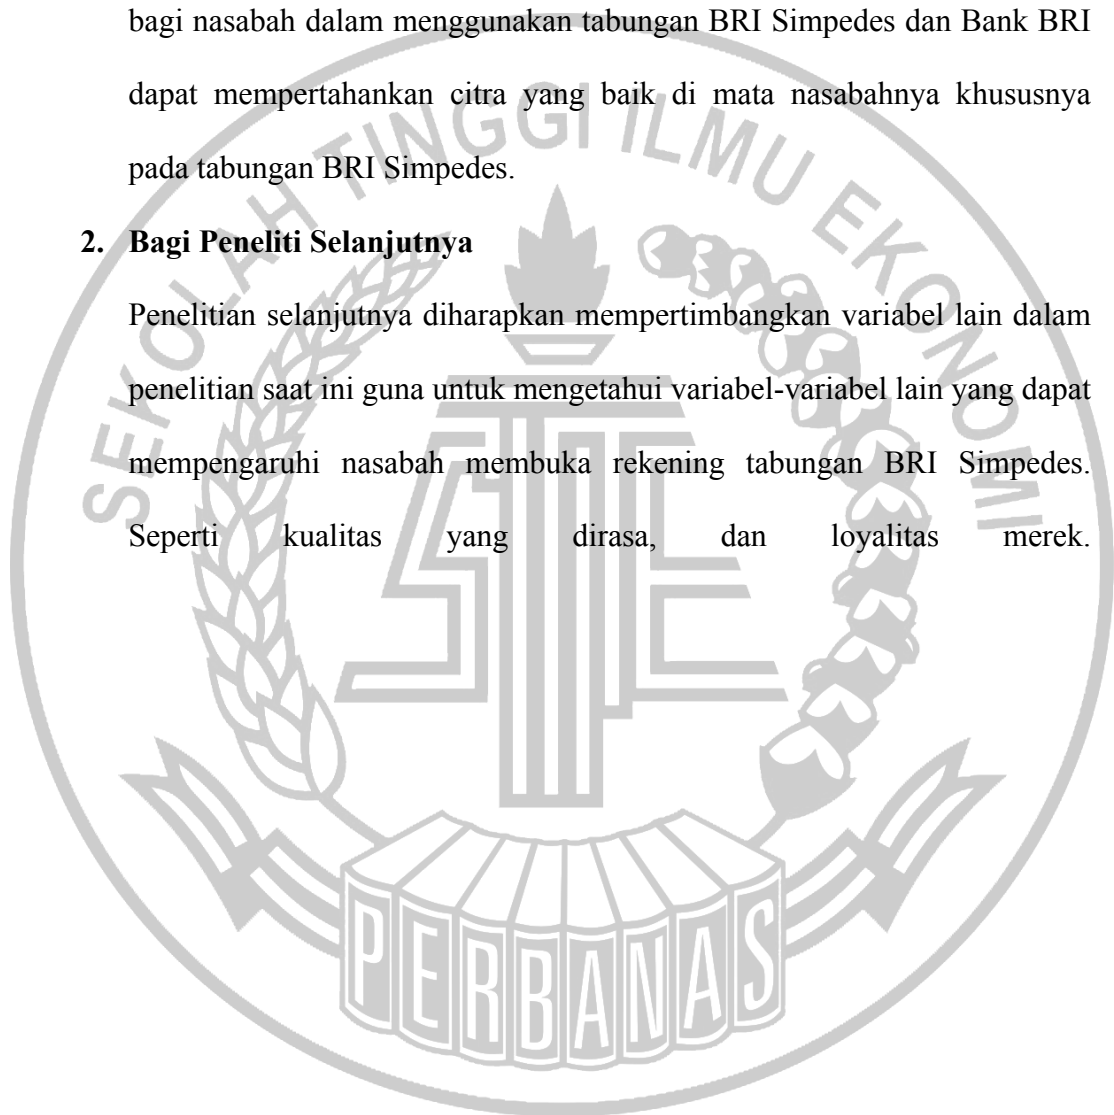 bagi nasabah dalam menggunakan tabungan BRI Simpedes dan Bank BRI
dapat mempertahankan citra yang baik di mata nasabahnya khususnya
pada tabungan BRI Simpedes.
2. Bagi Peneliti Selanjutnya
Penelitian selanjutnya diharapkan mempertimbangkan variabel lain dalam
penelitian saat ini guna untuk mengetahui variabel-variabel lain yang dapat
mempengaruhi nasabah membuka rekening tabungan BRI Simpedes.
Seperti kualitas yang dirasa, dan loyalitas merek.
SEKOLAH TINGGI ILMU EKONOMI
PERBANAS